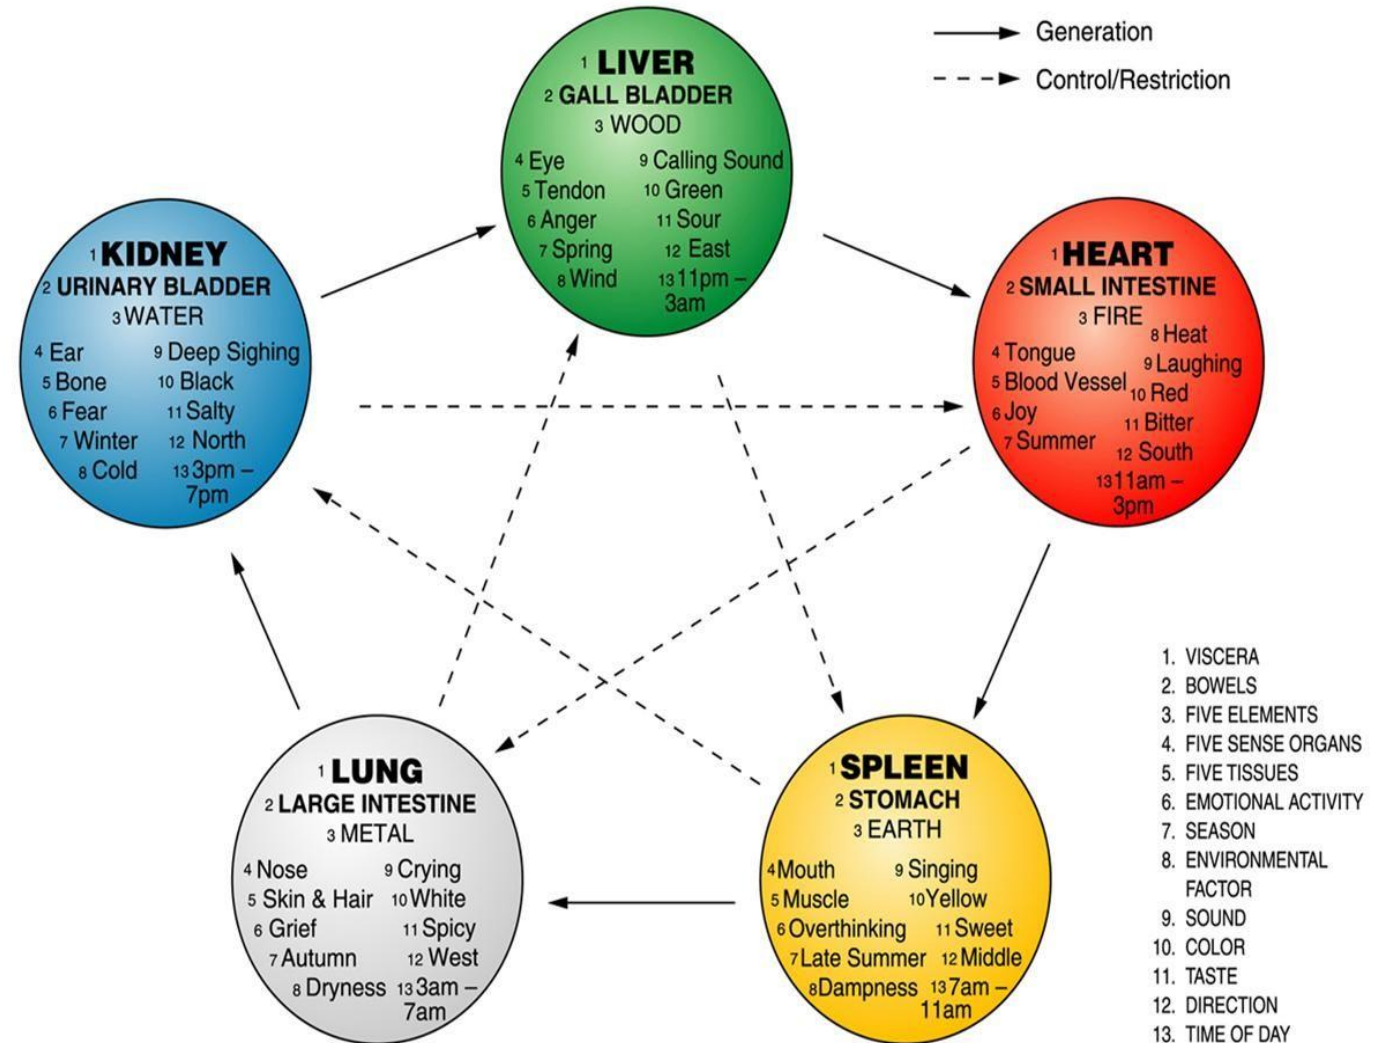 Generation
Control/Restriction
1 LIVER
2 GALL BLADDER
3 WOOD
4 Eye
5 Tendon
6 Anger
7 Spring
8 Wind
9 Calling Sound
10 Green
11 Sour
12 East
13 11pm –
3am
1 KIDNEY
2 URINARY BLADDER
3 WATER
4 Ear
5 Bone
6 Fear
7 Winter
8 Cold
9 Deep Sighing
10 Black
11 Salty
12 North
13 3pm –
7pm
1 HEART
2 SMALL INTESTINE
3 FIRE
4 Tongue
5 Blood Vessel
6 Joy
7 Summer
8 Heat
9 Laughing
10 Red
11 Bitter
12 South
13 11am –
3pm
1 LUNG
2 LARGE INTESTINE
3 METAL
4 Nose
5 Skin & Hair
6 Grief
7 Autumn
8 Dryness
9 Crying
10 White
11 Spicy
12 West
13 3am –
7am
1 SPLEEN
2 STOMACH
3 EARTH
4 Mouth
5 Muscle
6 Overthinking
7 Late Summer
8 Dampness
9 Singing
10 Yellow
11 Sweet
12 Middle
13 7am –
11am
1. VISCERA
2. BOWELS
3. FIVE ELEMENTS
4. FIVE SENSE ORGANS
5. FIVE TISSUES
6. EMOTIONAL ACTIVITY
7. SEASON
8. ENVIRONMENTAL
FACTOR
9. SOUND
10. COLOR
11. TASTE
12. DIRECTION
13. TIME OF DAY